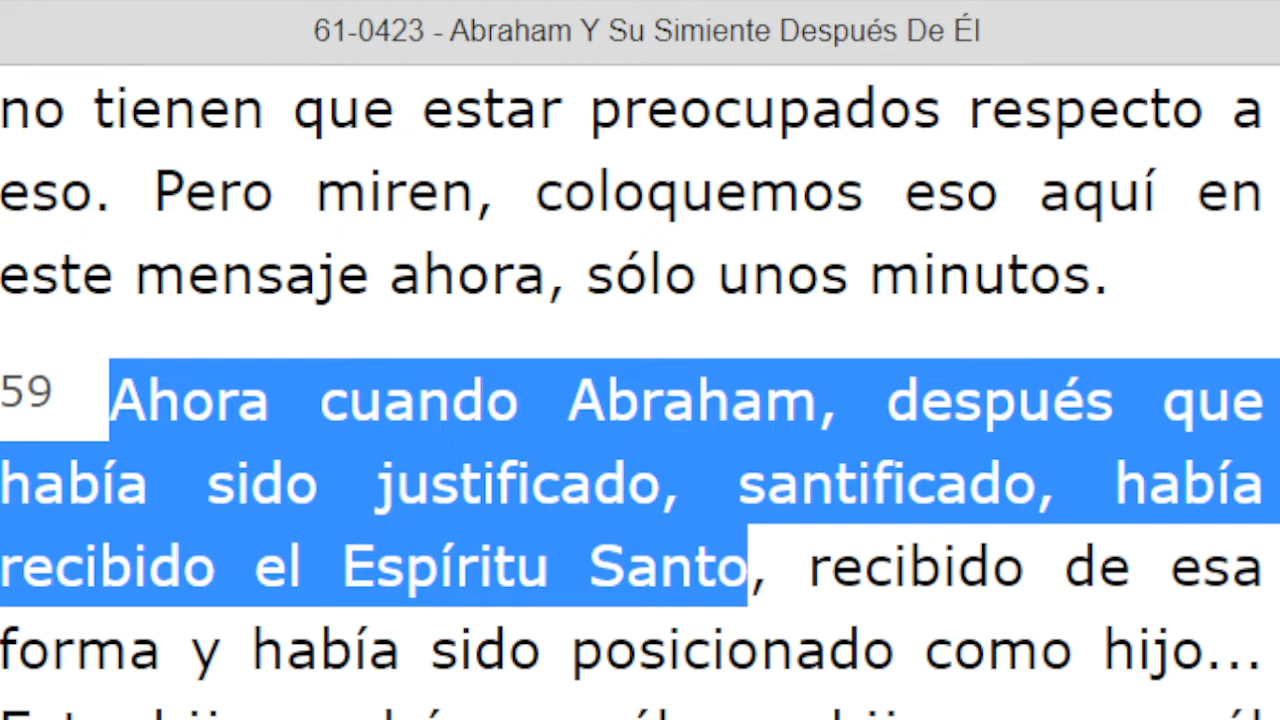 61-0423 - Abraham Y Su Simiente Después De Él
no tienen que estar preocupados respecto a
eso. Pero miren, coloquemos eso aquí en
este mensaje ahora, sólo unos minutos.
59 Ahora cuando Abraham, después que
había sido justificado, santificado, había
recibido el Espíritu Santo, recibido de esa
forma y había sido posicionado como hijo...